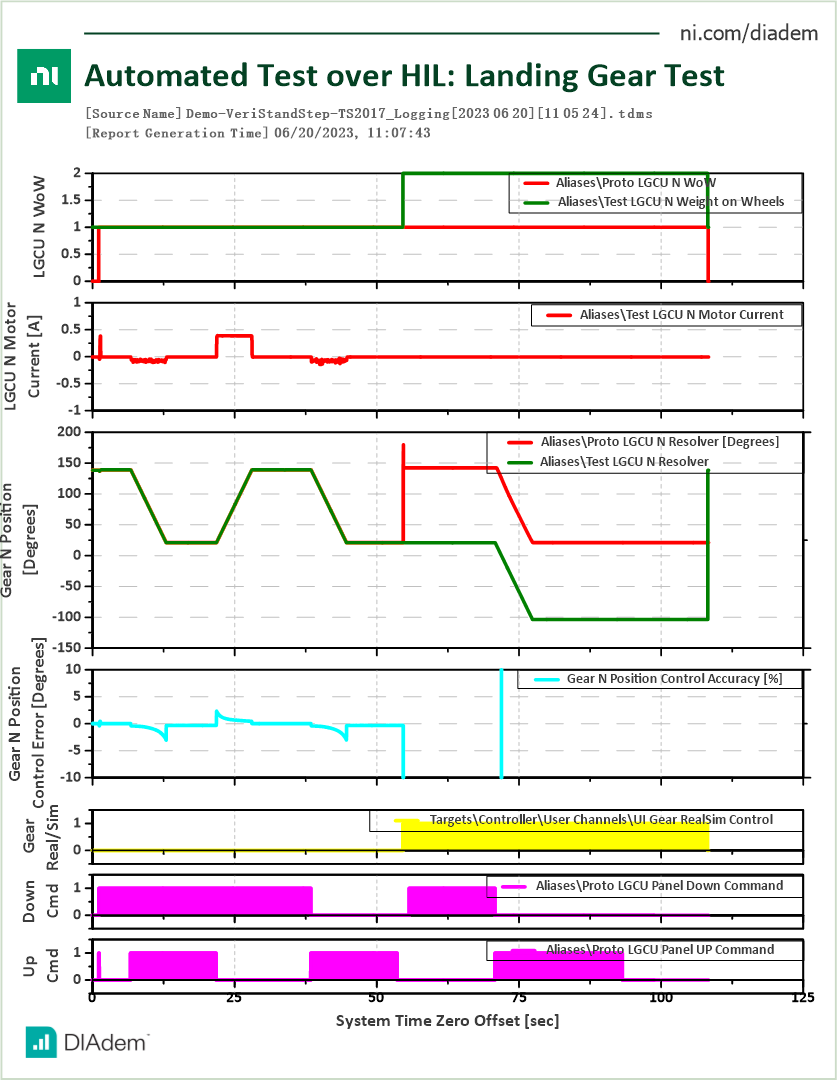 ni.com/diadem
ni
Automated Test over HIL: Landing Gear Test
[Source Name] Demo-VeriStandStep-TS2017_Logging[2023 06 20][11 05 24].tdms
[Report Generation Time] 06/20/2023, 11:07:43
LGCU N WoW
2
1.5
1
0.5
0
Aliases\Proto LGCU N WoW
Aliases\Test LGCU N Weight on Wheels
LGCU N Motor
Current [A]
1
0.5
0
-0.5
-1
Aliases\Test LGCU N Motor Current
Gear N Position
[Degrees]
200
150
100
50
0
-50
-100
-150
Aliases\Proto LGCU N Resolver [Degrees]
Aliases\Test LGCU N Resolver
Gear N Position
Control Error [Degrees]
10
5
0
-5
-10
Gear N Position Control Accuracy [%]
Gear
Real/Sim
1
0
Targets\Controller\User Channels\UI Gear RealSim Control
Down
Cmd
1
0
Aliases\Proto LGCU Panel Down Command
Up
Cmd
1
0
Aliases\Proto LGCU Panel UP Command
0 25 50 75 100 125
System Time Zero Offset [sec]
DIAdem™